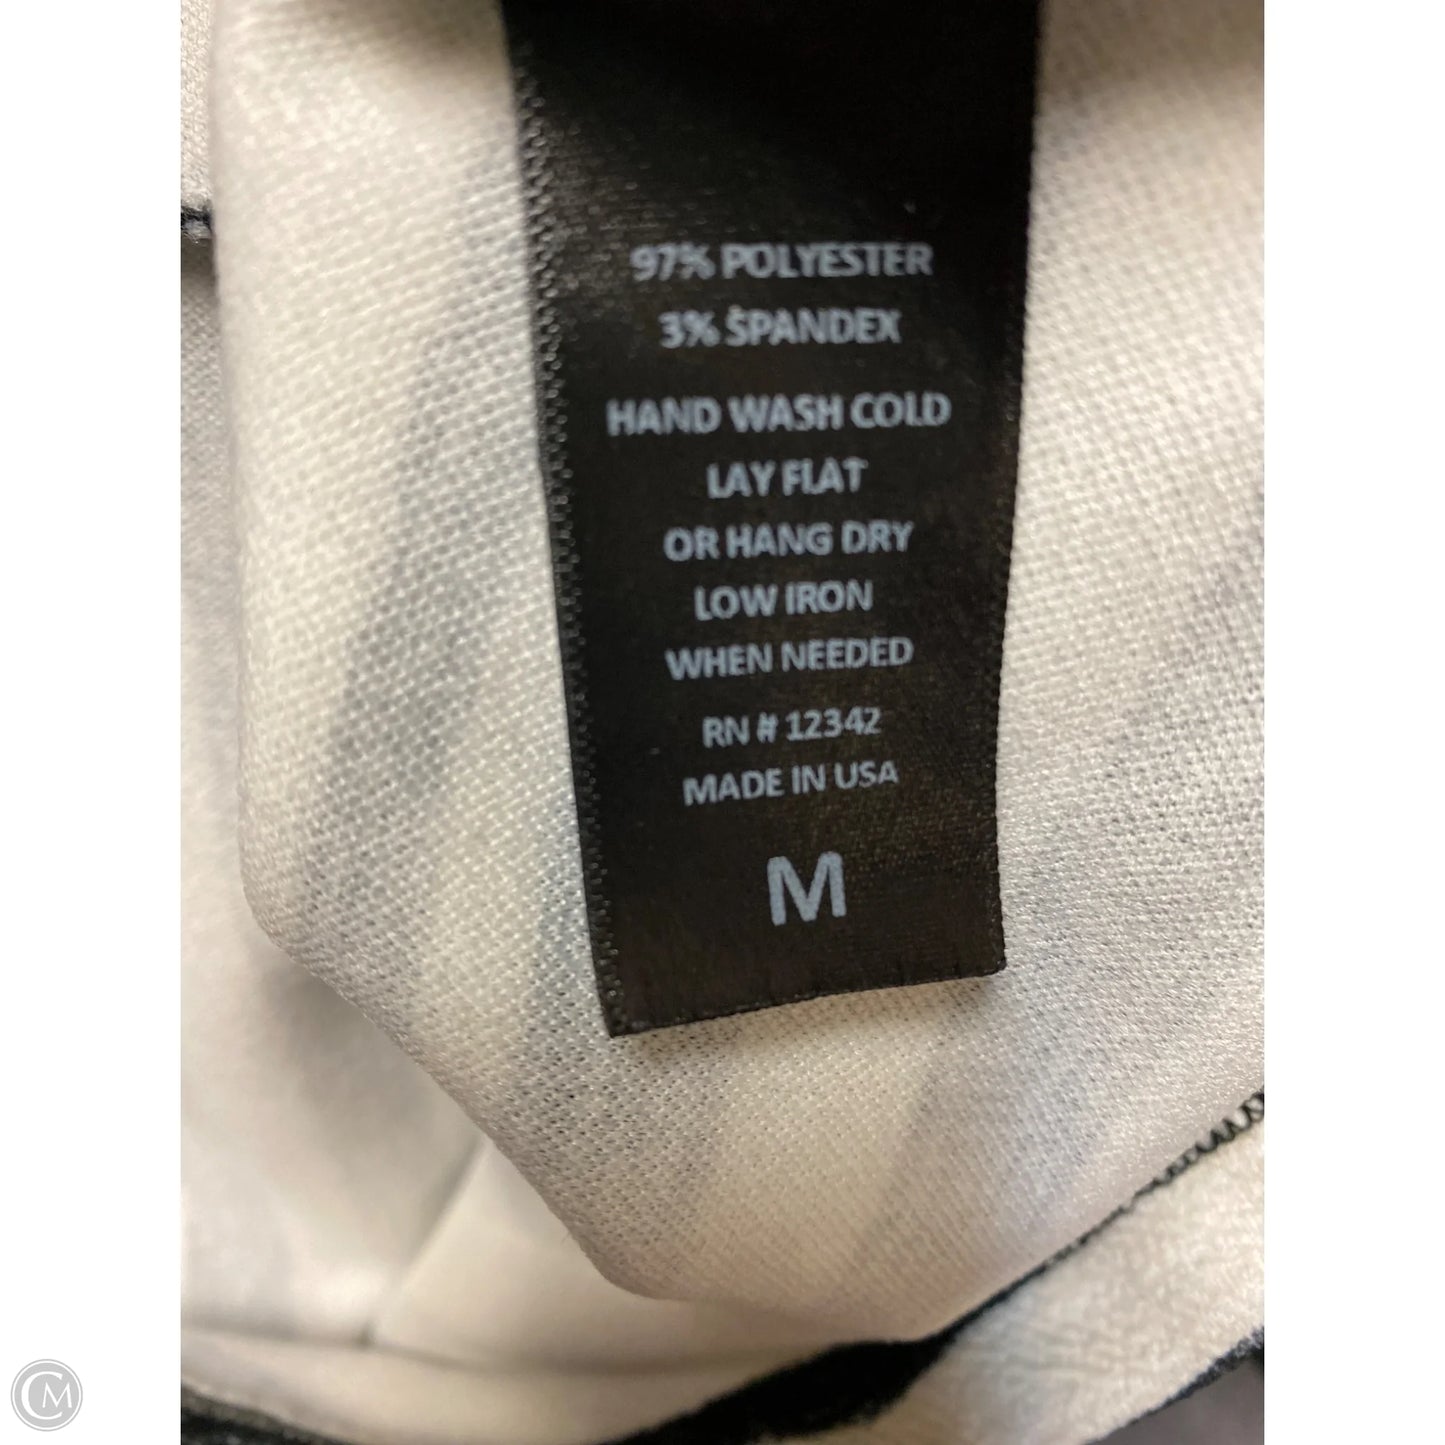 97% POLYESTER
3% SPANDEX
HAND WASH COLD
LAY FLAT
OR HANG DRY
LOW IRON
WHEN NEEDED
RN # 12342
MADE IN USA
M
CM